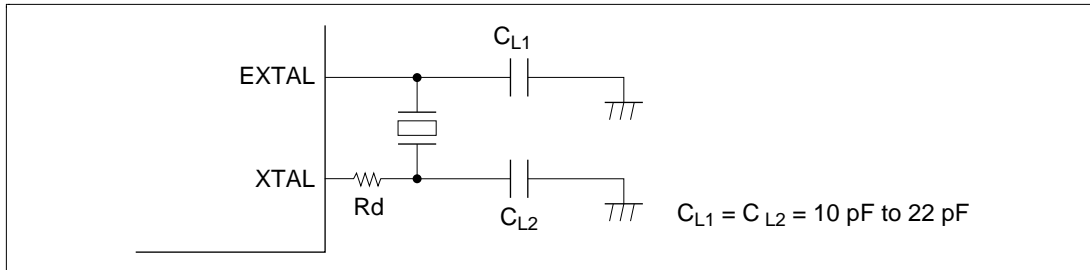 C_L1
EXTAL
XTAL
Rd
C_L2
C_L1 = C_L2 = 10 pF to 22 pF